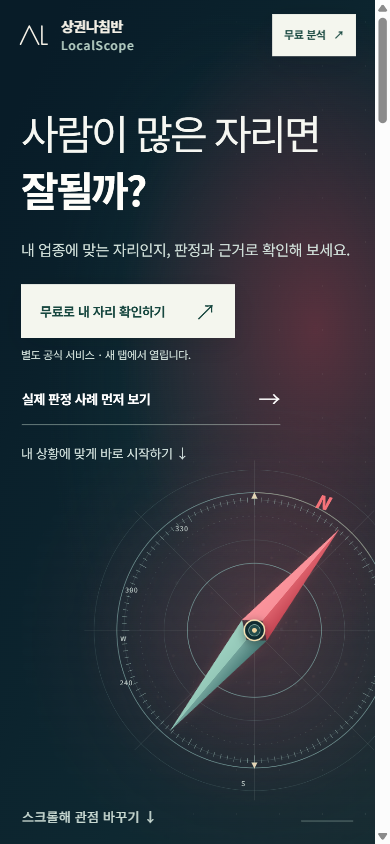 상권나침반
LocalScope
무료 분석 ↗
사람이 많은 자리면
잘될까?
내 업종에 맞는 자리인지, 판정과 근거로 확인해 보세요.
무료로 내 자리 확인하기 ↗
별도 공식 서비스 · 새 탭에서 열립니다.
실제 판정 사례 먼저 보기 →
내 상황에 맞게 바로 시작하기 ↓
N
330
300
W
240
S
스크롤해 관점 바꾸기 ↓